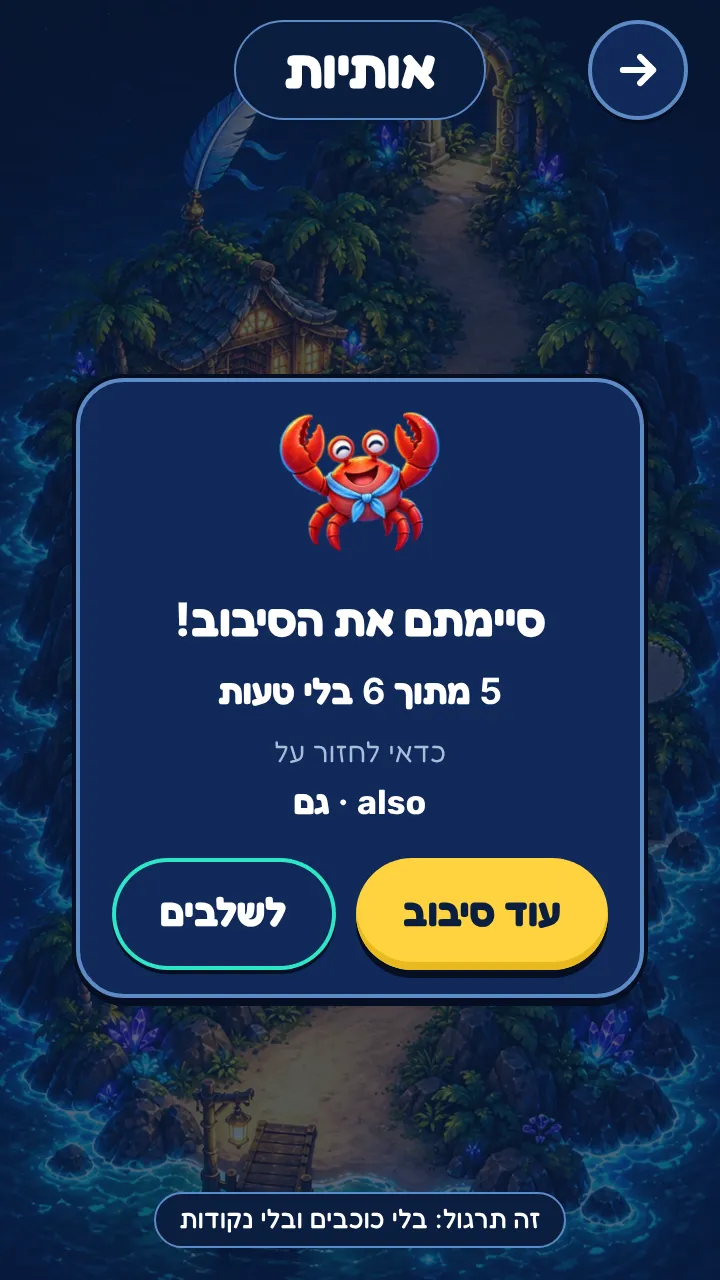 אותיות
סיימתם את הסיבוב!
5 מתוך 6 בלי טעות
כדאי לחזור על
also · גם
עוד סיבוב
לשלבים
זה תרגול: בלי כוכבים ובלי נקודות